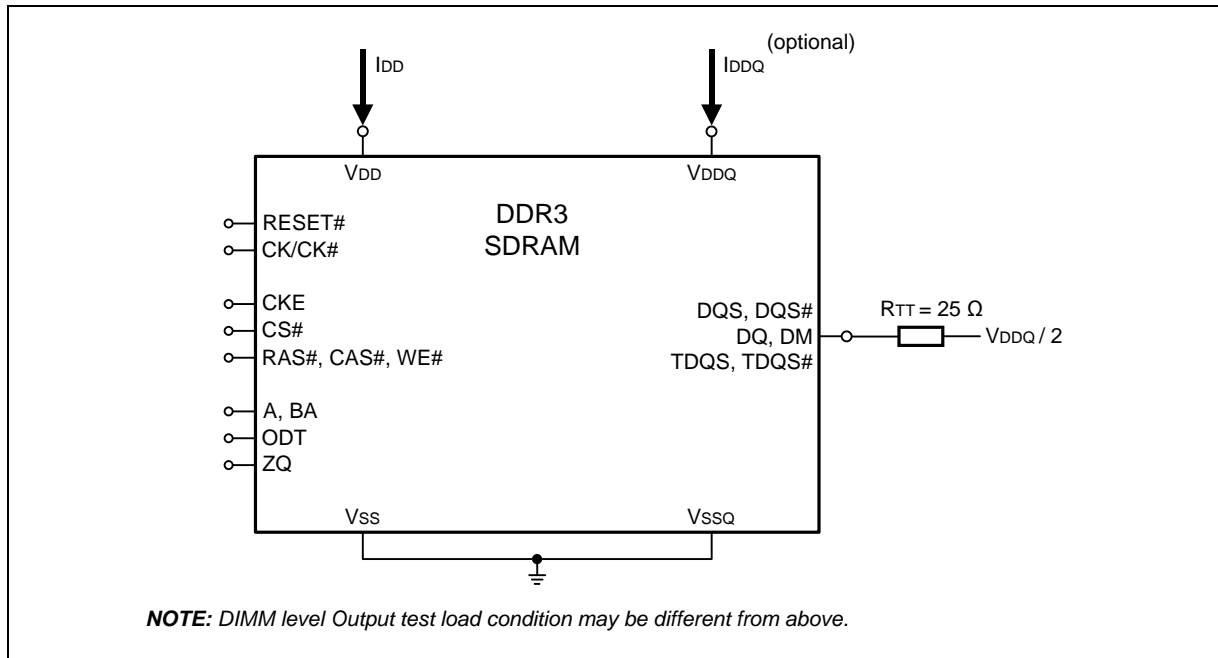 (optional)
IDD
IDDQ
VDD
VDDQ
DDR3
SDRAM
RESET#
CK/CK#
CKE
CS#
RAS#, CAS#, WE#
A, BA
ODT
ZQ
DQS, DQS#
DQ, DM
TDQS, TDQS#
RTT = 25 Ω
VDDQ / 2
VSS
VSSQ
NOTE: DIMM level Output test load condition may be different from above.